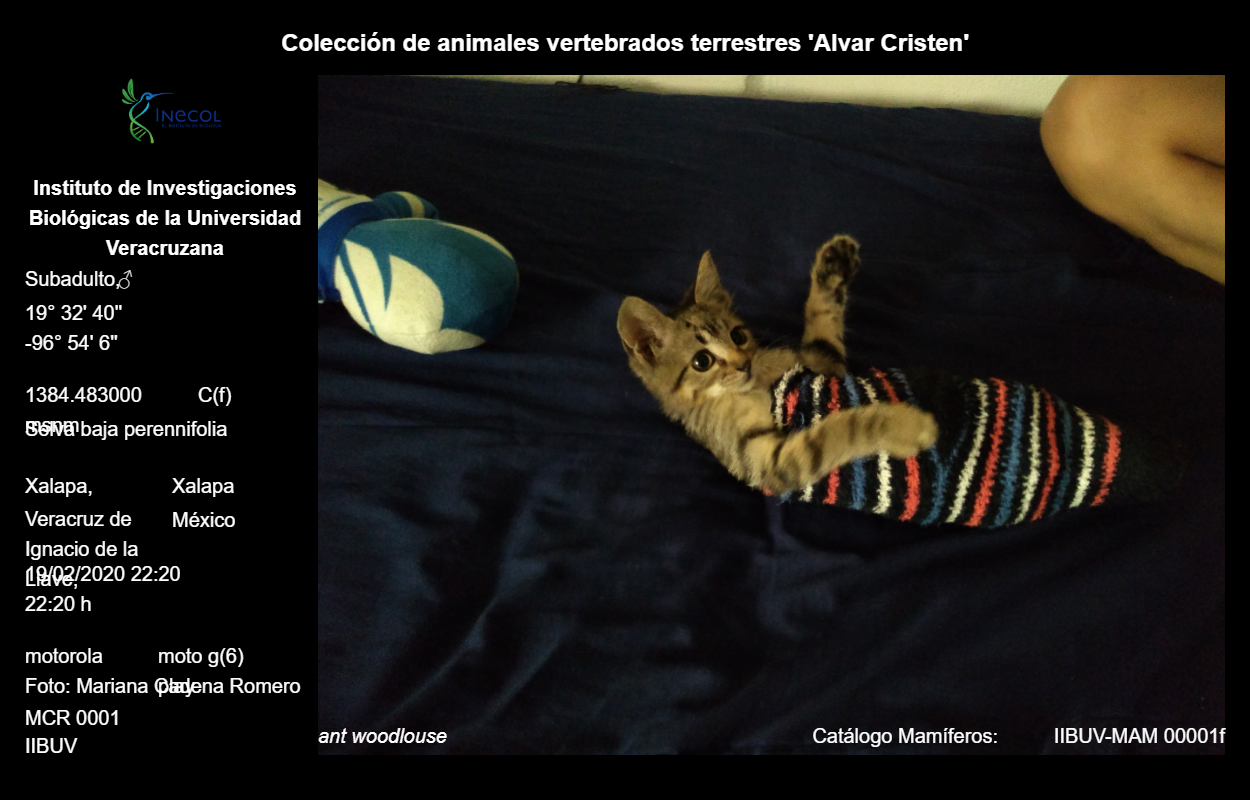 Colección de animales vertebrados terrestres 'Alvar Cristen'
INECOL
Instituto de Investigaciones
Biológicas de la Universidad
Veracruzana
Subadulto,♂
19° 32' 40"
-96° 54' 6"
1384.483000 C(f)
msnm
Selva baja perennifolia
Xalapa, Xalapa
Veracruz de México
Ignacio de la
Llave,
19/02/2020 22:20
22:20 h
motorola moto g(6)
play
Foto: Mariana Cadena Romero
MCR 0001
IIBUV
ant woodlouse
Catálogo Mamíferos: IIBUV-MAM 00001f